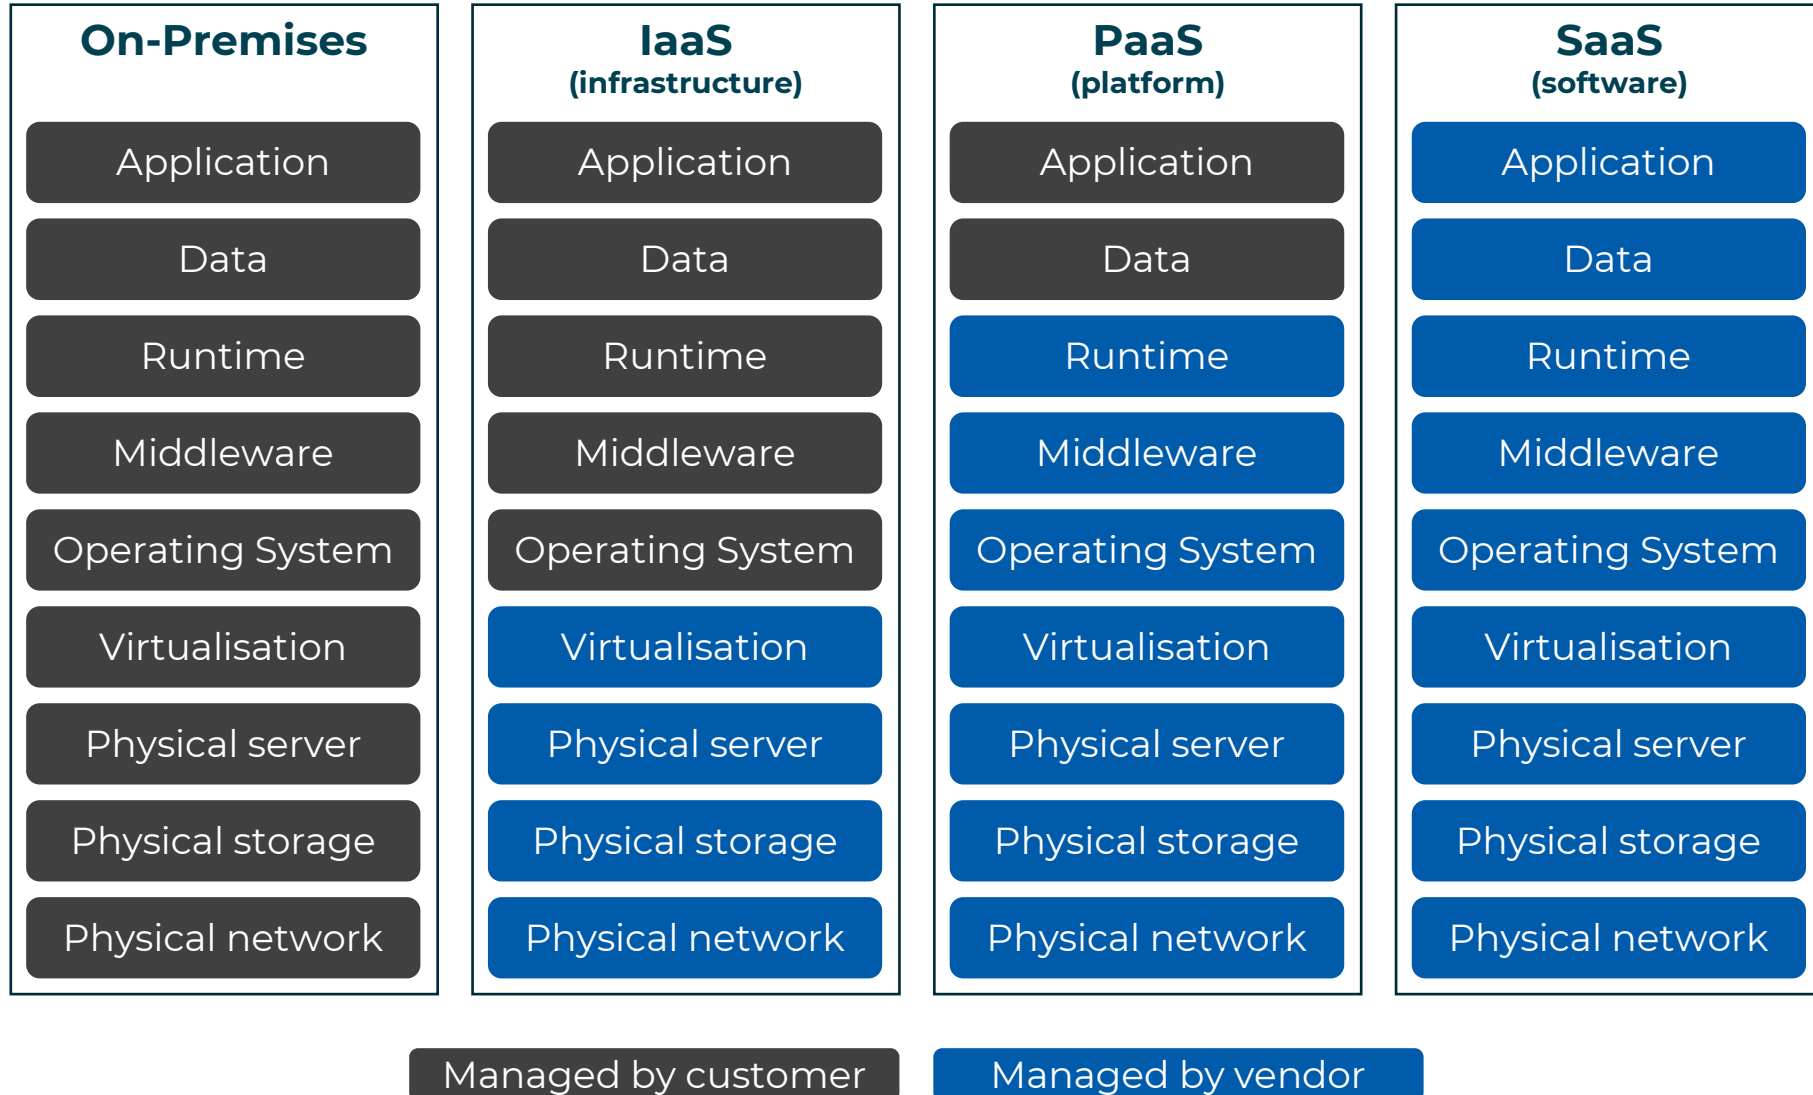 On-Premises
Application
Data
Runtime
Middleware
Operating System
Virtualisation
Physical server
Physical storage
Physical network
IaaS
(infrastructure)
Application
Data
Runtime
Middleware
Operating System
Virtualisation
Physical server
Physical storage
Physical network
PaaS
(platform)
Application
Data
Runtime
Middleware
Operating System
Virtualisation
Physical server
Physical storage
Physical network
SaaS
(software)
Application
Data
Runtime
Middleware
Operating System
Virtualisation
Physical server
Physical storage
Physical network
Managed by customer
Managed by vendor